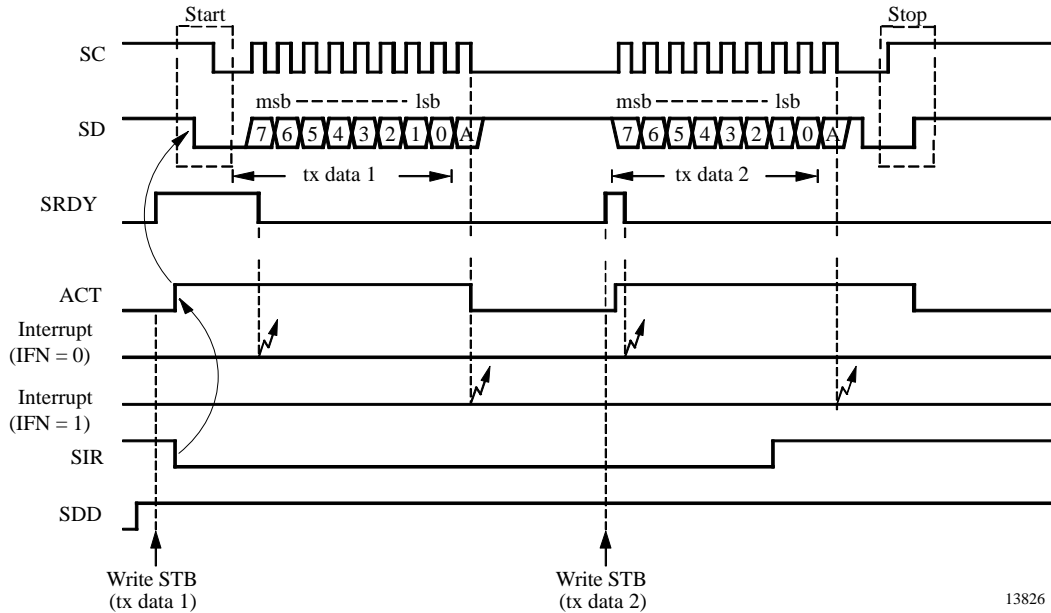 Start
Stop
SC
msb lsb
msb lsb
SD
7 6 5 4 3 2 1 0 A
7 6 5 4 3 2 1 0 A
tx data 1
tx data 2
SRDY
ACT
Interrupt
(IFN = 0)
Interrupt
(IFN = 1)
SIR
SDD
Write STB
(tx data 1)
Write STB
(tx data 2)
13826